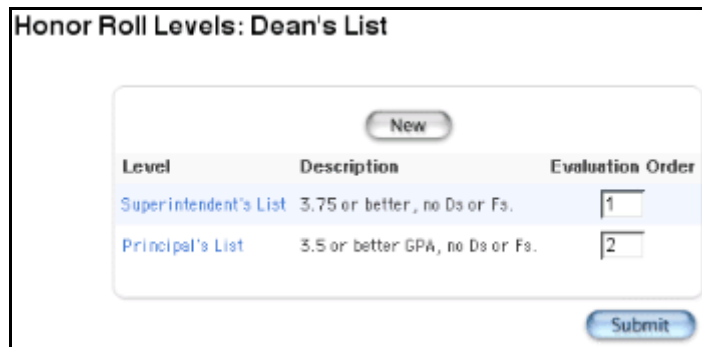 Honor Roll Levels: Dean's List
New
Level Description Evaluation Order
Superintendent's List 3.75 or better, no Ds or Fs. 1
Principal's List 3.5 or better GPA, no Ds or Fs. 2
Submit